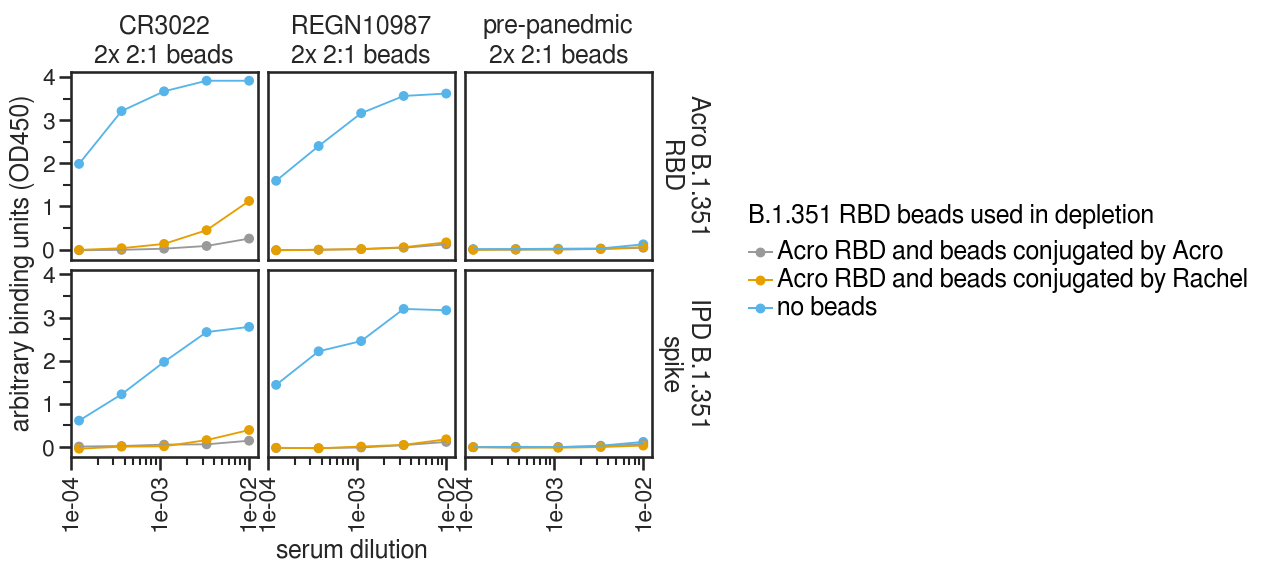 CR3022
2x 2:1 beads
REGN10987
2x 2:1 beads
pre-panedmic
2x 2:1 beads
arbitrary binding units (OD450)
4
3
2
1
0
Acro B.1.351
RBD
4
3
2
1
0
IPD B.1.351
spike
1e-04
1e-03
1e-02
1e-04
1e-03
1e-02
1e-04
1e-03
1e-02
serum dilution
B.1.351 RBD beads used in depletion
Acro RBD and beads conjugated by Acro
Acro RBD and beads conjugated by Rachel
no beads